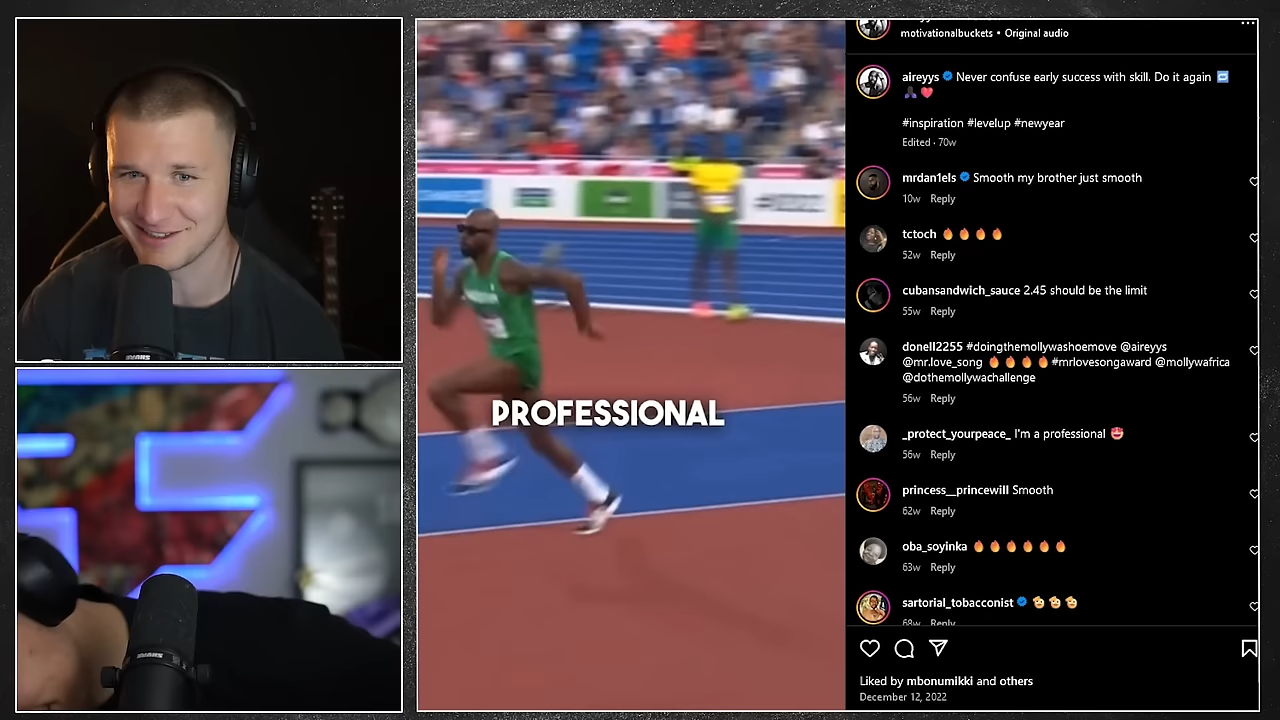 motivationalbuckets • Original audio
aireyys Never confuse early success with skill. Do it again
#inspiration #levelup #newyear
Edited · 70w
mrdan1els Smooth my brother just smooth
10w Reply
tctoch
52w Reply
cubansandwich_sauce 2.45 should be the limit
55w Reply
donell2255 #doingthemollywashoemove @aireyys
@mr.love_song #mrlovesongaward @mollywafrica
@dothemollywachallenge
56w Reply
_protect_yourpeace_ I'm a professional
56w Reply
princess__princewill Smooth
62w Reply
oba_soyinka
63w Reply
sartorial_tobacconist
68w Reply
Liked by mbonumikki and others
December 12, 2022
PROFESSIONAL